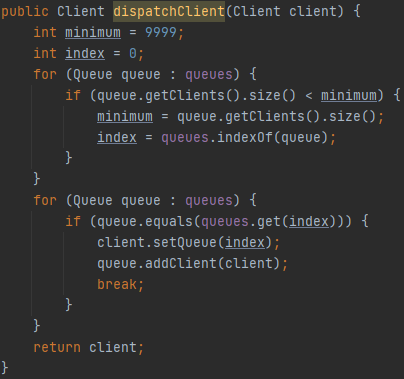 public Client dispatchClient(Client client) {
    int minimum = 9999;
    int index = 0;
    for (Queue queue : queues) {
        if (queue.getClients().size() < minimum) {
            minimum = queue.getClients().size();
            index = queues.indexOf(queue);
        }
    }
    for (Queue queue : queues) {
        if (queue.equals(queues.get(index))) {
            client.setQueue(index);
            queue.addClient(client);
            break;
        }
    }
    return client;
}